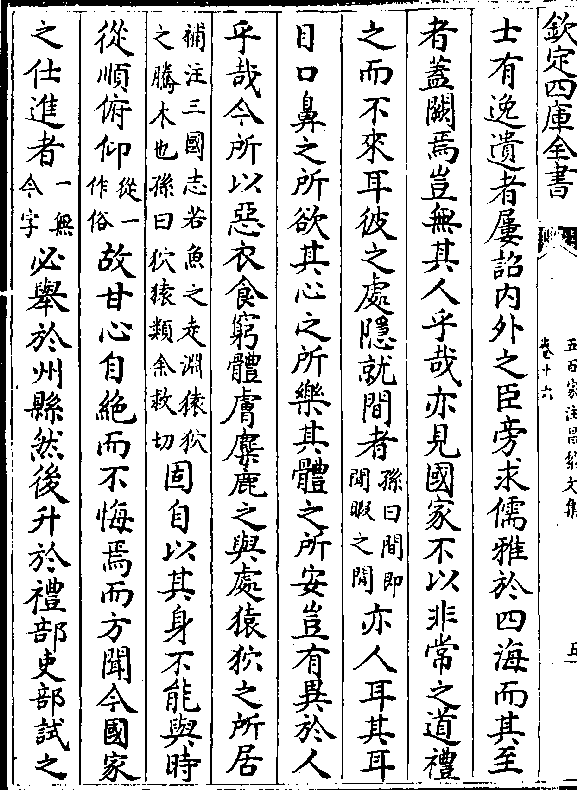 欽定四庫全書
五百家注昌黎文集
卷十六
五
士有逸遺者屢詔内外之臣旁求儒雅於四海而其至
者蓋闕焉豈無其人乎哉亦見國家不以非常之道禮
之而不來耳彼之處隱就閒者孫曰間即閒暇之閒亦人耳其耳
目口鼻之所欲其心之所樂其體之所安豈有異於人
乎哉今所以惡衣食窮體膚麋鹿之與處猿狖之所居
補注三國志若魚之走淵猿狖之騰木也孫曰狖猿類余救切固自以其身不能與時
從順俯仰從一作俗故甘心自絶而不悔焉而方聞今國家
之仕進者一無今字必舉於州縣然後升於禮部吏部試之